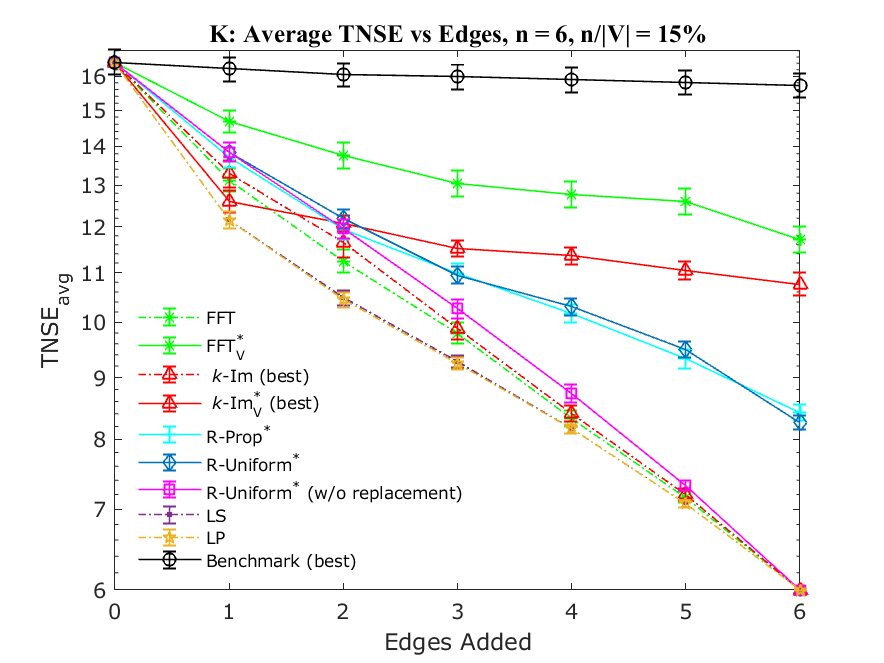 K: Average TNSE vs Edges, n = 6, n/|V| = 15%
TNSE_avg
16
15
14
13
12
11
10
9
8
7
6
FFT
FFT*_V
k-Im (best)
k-Im*_V (best)
R-Prop*
R-Uniform*
R-Uniform* (w/o replacement)
LS
LP
Benchmark (best)
0 1 2 3 4 5 6
Edges Added